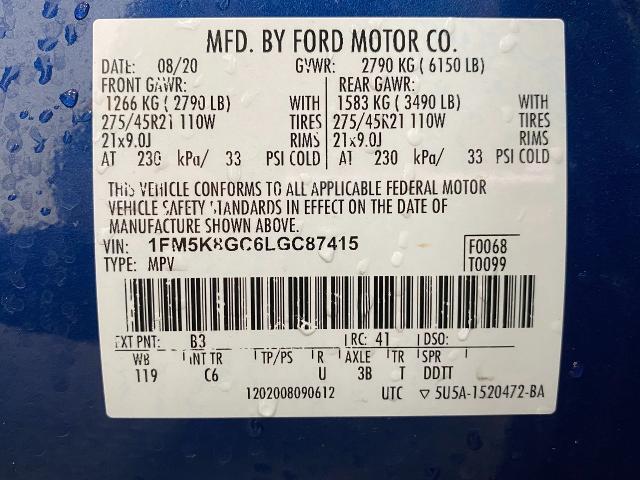 MFD. BY FORD MOTOR CO.
DATE: 08/20 GVWR: 2790 KG ( 6150 LB)
FRONT GAWR: REAR GAWR:
1266 KG ( 2790 LB) WITH 1583 KG ( 3490 LB) WITH
275/45R21 110W TIRES 275/45R21 110W TIRES
21x9.0J RIMS 21x9.0J RIMS
AT 230 kPa/ 33 PSI COLD AT 230 kPa/ 33 PSI COLD
THIS VEHICLE CONFORMS TO ALL APPLICABLE FEDERAL MOTOR
VEHICLE SAFETY STANDARDS IN EFFECT ON THE DATE OF
MANUFACTURE SHOWN ABOVE.
VIN: 1FM5K8GC6LGC87415 F0068
TYPE: MPV T0099
EXT PNT: B3 RC: 41 DSO:
WB INT TR TP/PS R AXLE TR SPR
119 C6 U 3B T DDTT
1202008090612 UTC ▽ 5U5A-1520472-BA